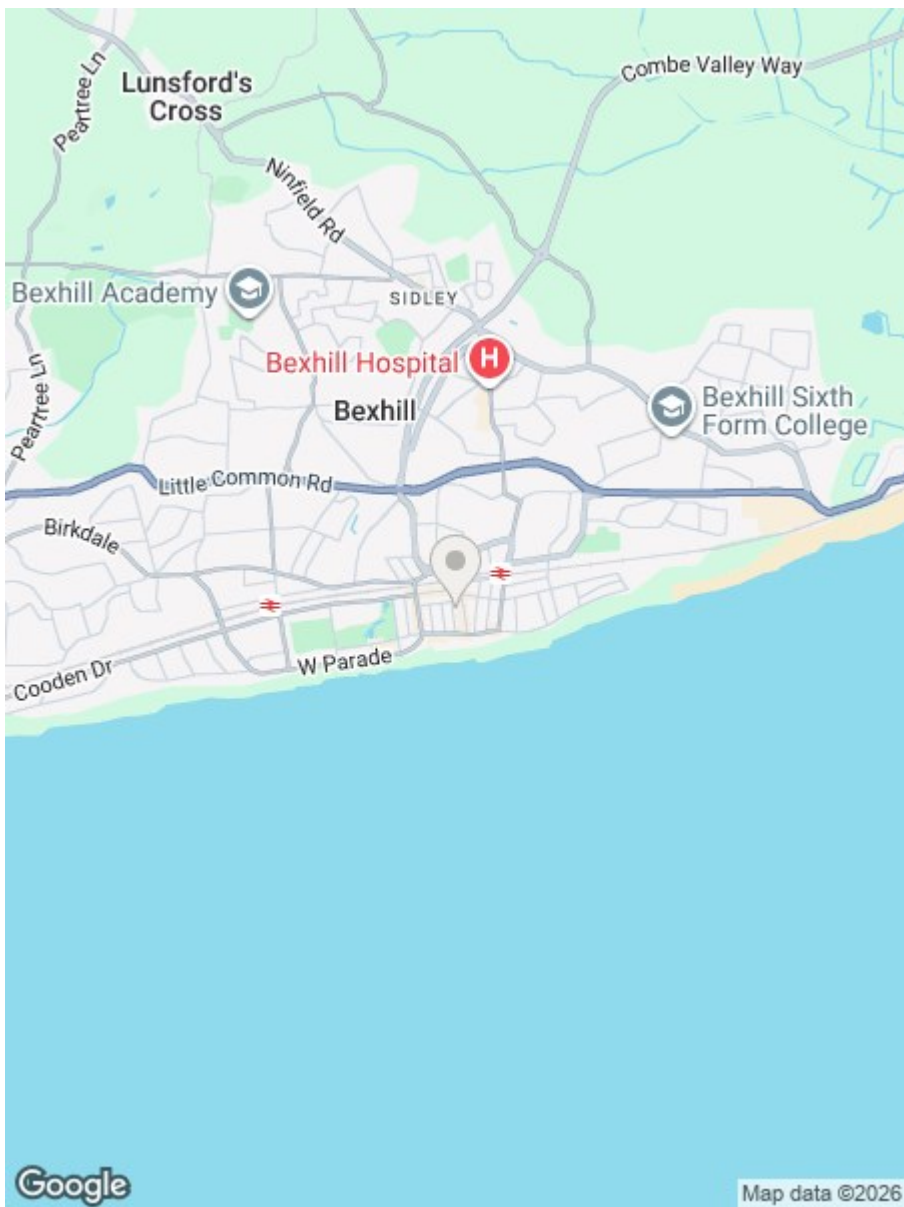 Peartree Ln
Lunsford's
Cross
Combe Valley Way
Ninfield Rd
Bexhill Academy
SIDLEY
Bexhill Hospital
H
Peartree Ln
Bexhill
Bexhill Sixth
Form College
Little Common Rd
Birkdale
Cooden Dr
W Parade
Google
Map data ©2026